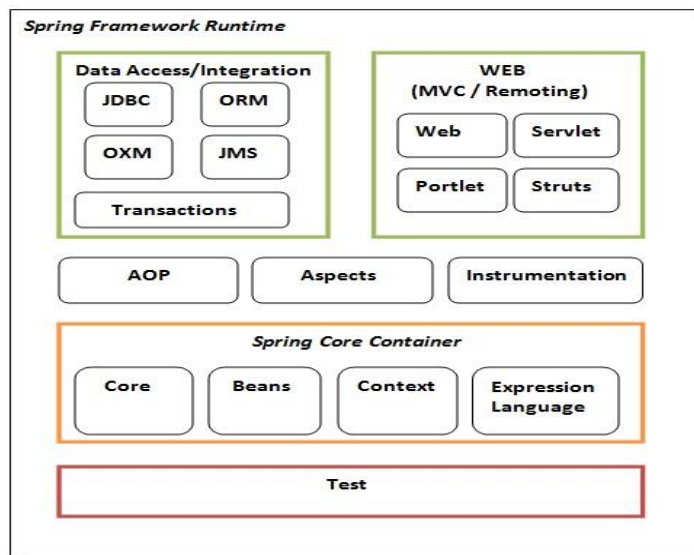 Spring Framework Runtime
Data Access/Integration
JDBC
ORM
OXM
JMS
Transactions
WEB
(MVC / Remoting)
Web
Servlet
Portlet
Struts
AOP
Aspects
Instrumentation
Spring Core Container
Core
Beans
Context
Expression
Language
Test